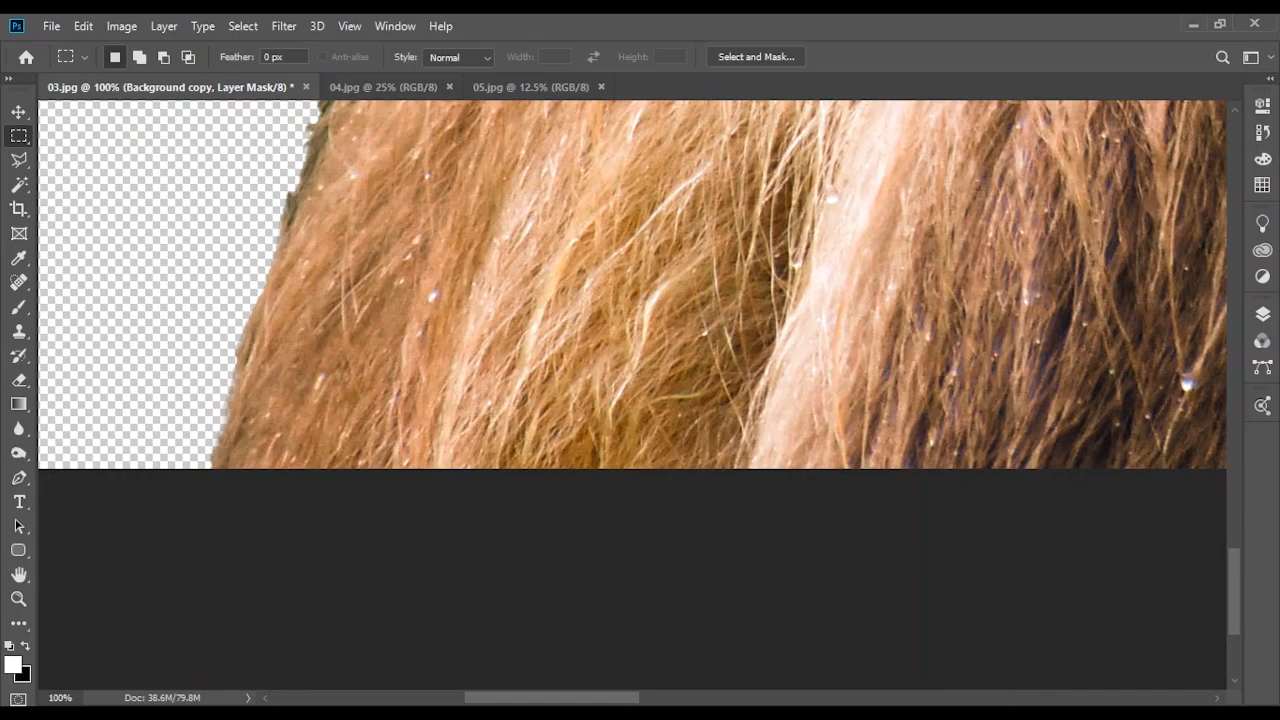 Ps File Edit Image Layer Type Select Filter 3D View Window Help
Feather: 0 px Anti-alias Style: Normal Width: Height: Select and Mask...
03.jpg @ 100% (Background copy, Layer Mask/8) * × 04.jpg @ 25% (RGB/8) × 05.jpg @ 12.5% (RGB/8) ×
100% Doc: 38.6M/79.8M